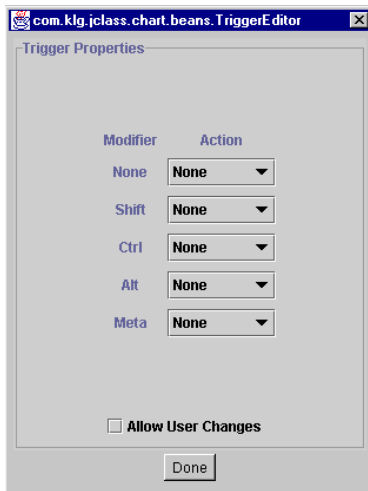 com.klg.jclass.chart.beans.TriggerEditor
Trigger Properties
Modifier Action
None None
Shift None
Ctrl None
Alt None
Meta None
Allow User Changes
Done